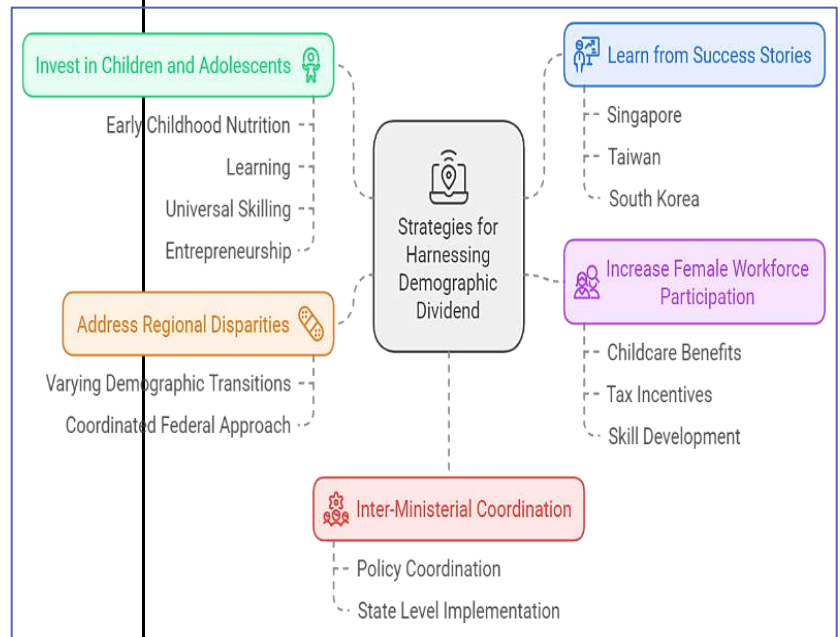 Invest in Children and Adolescents
Early Childhood Nutrition
Learning
Universal Skilling
Entrepreneurship
Address Regional Disparities
Varying Demographic Transitions
Coordinated Federal Approach
Strategies for
Harnessing
Demographic
Dividend
Learn from Success Stories
Singapore
Taiwan
South Korea
Increase Female Workforce
Participation
Childcare Benefits
Tax Incentives
Skill Development
Inter-Ministerial Coordination
Policy Coordination
State Level Implementation